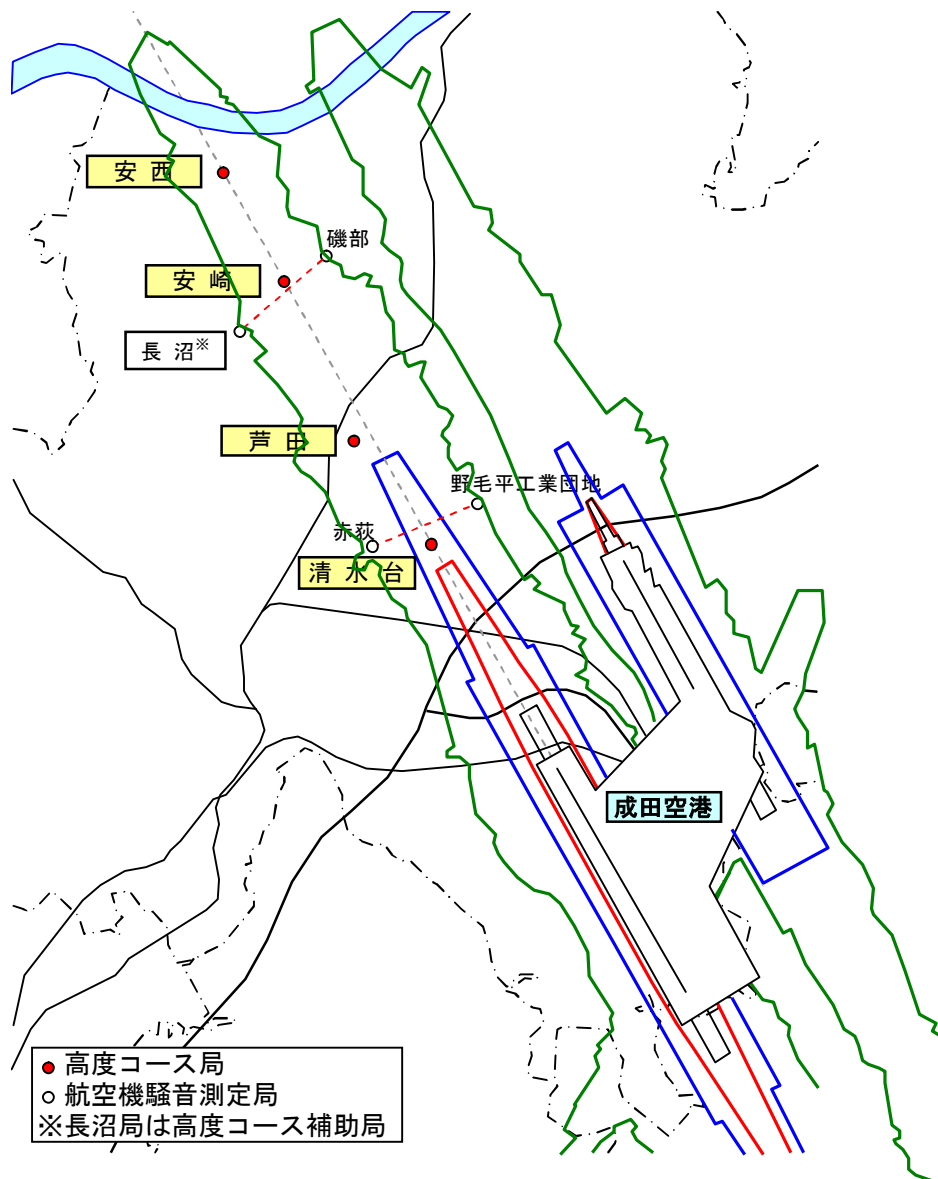 安西
磯部
安崎
長沼※
芦田
野毛平工業団地
赤荻
清水台
成田空港
高度コース局
航空機騒音測定局
※長沼局は高度コース補助局